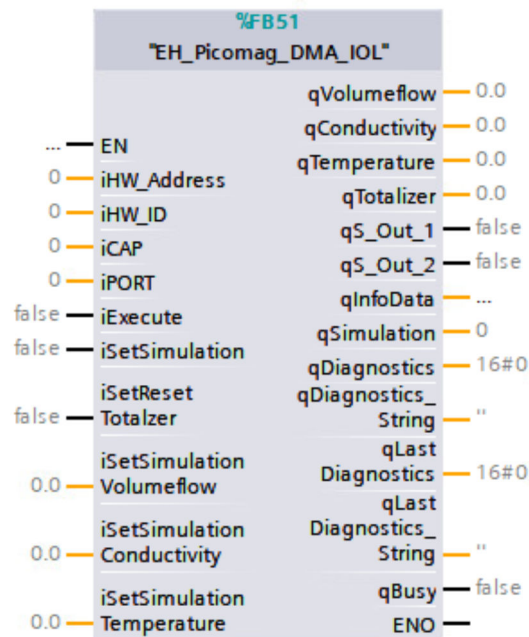 %FB51
"EH_Picomag_DMA_IOL"
qVolumeflow 0.0
qConductivity 0.0
... EN
qTemperature 0.0
0 iHW_Address
qTotalizer 0.0
0 iHW_ID
qS_Out_1 false
0 iCAP
qS_Out_2 false
0 iPORT
qInfoData ...
false iExecute
qSimulation 0
false iSetSimulation
qDiagnostics 16#0
iSetReset
qDiagnostics_
false Totalzer
String ''
iSetSimulation
qLast
0.0 Volumeflow
Diagnostics 16#0
qLast
iSetSimulation
Diagnostics_
0.0 Conductivity
String ''
iSetSimulation
qBusy false
0.0 Temperature
ENO